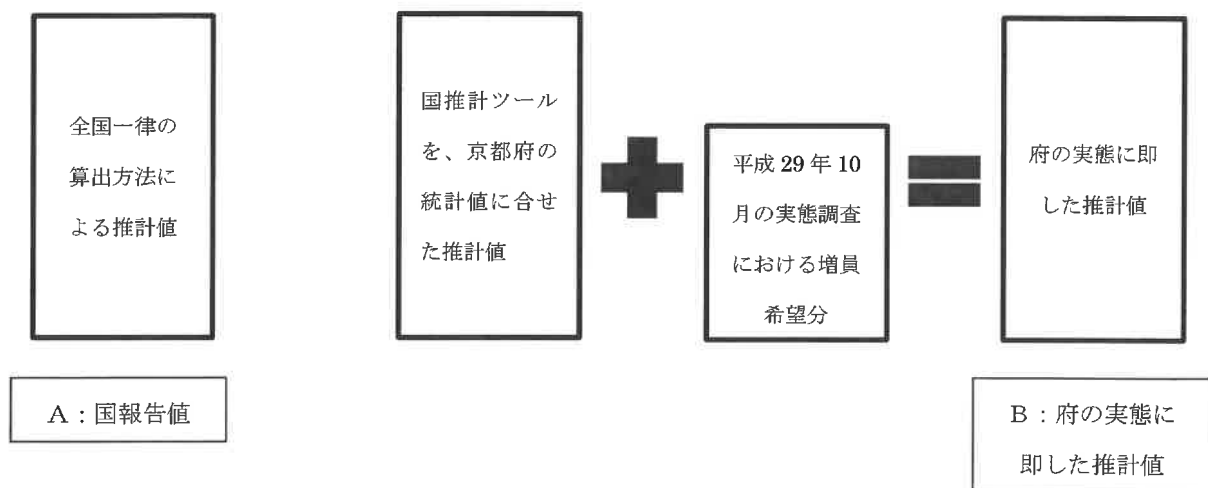 全国一律の
算出方法に
よる推計値
国推計ツール
を、京都府の
統計値に合せ
た推計値
平成 29 年 10
月の実態調査
における増員
希望分
府の実態に即
した推計値
A：国報告値
B：府の実態に
即した推計値